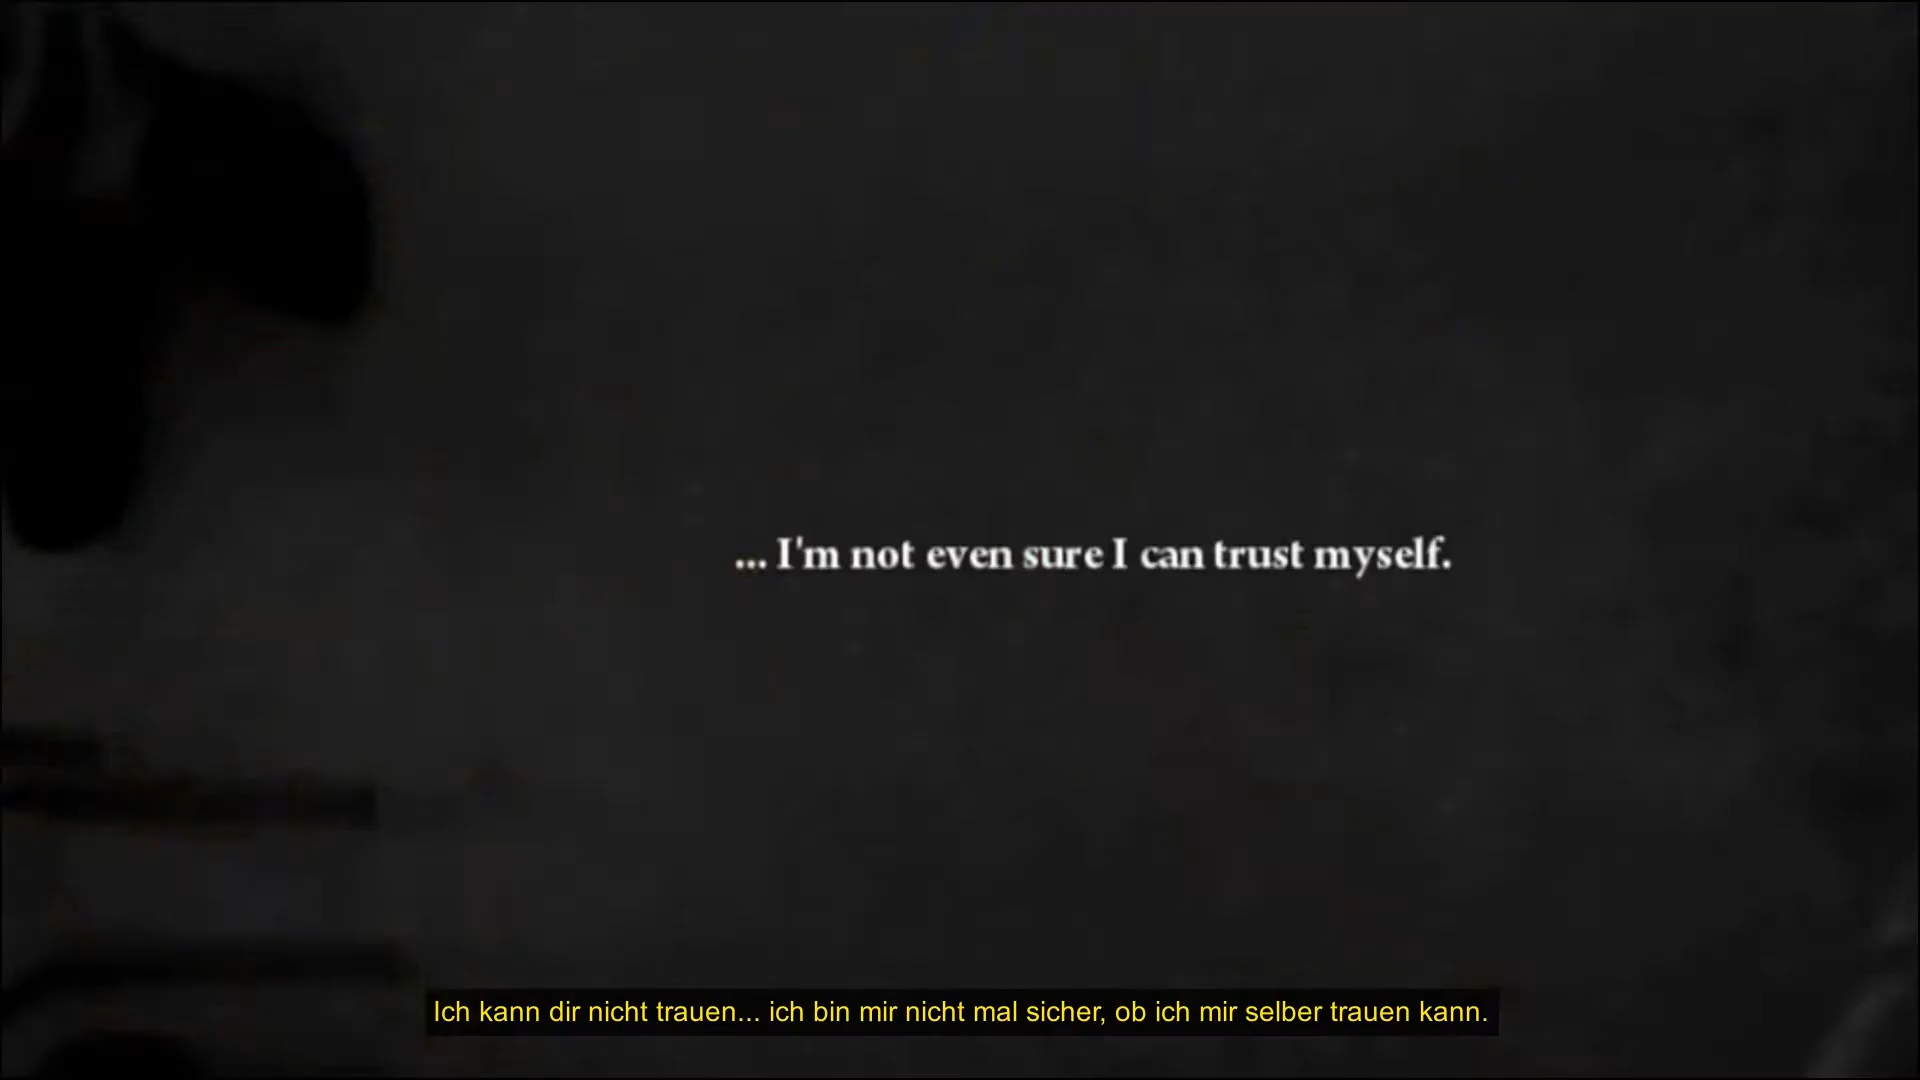 ... I'm not even sure I can trust myself.
Ich kann dir nicht trauen... ich bin mir nicht mal sicher, ob ich mir selber trauen kann.